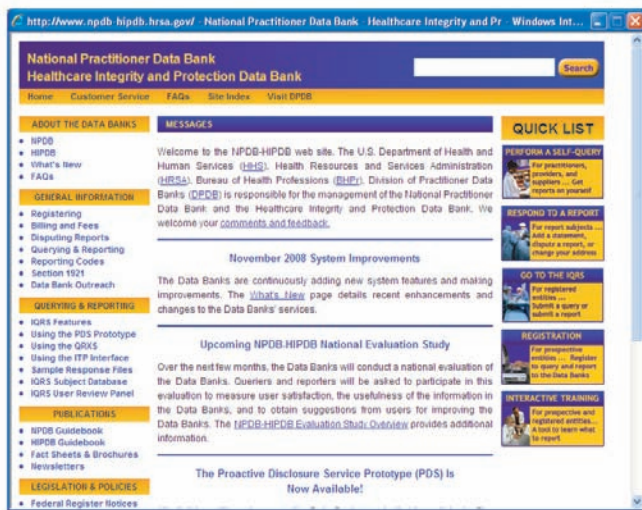 http://www.npdb-hipdb.hrsa.gov/ - National Practitioner Data Bank - Healthcare Integrity and Pr - Windows Int...
National Practitioner Data Bank
Healthcare Integrity and Protection Data Bank
Search
Home Customer Service FAQs Site Index Visit DPDB
ABOUT THE DATA BANKS
NPDB
HIPDB
What's New
FAQs
GENERAL INFORMATION
Registering
Billing and Fees
Disputing Reports
Querying & Reporting
Reporting Codes
Section 1921
Data Bank Outreach
QUERYING & REPORTING
IQRS Features
Using the PDS Prototype
Using the QRXS
Using the ITP Interface
Sample Response Files
IQRS Subject Database
IQRS User Review Panel
PUBLICATIONS
NPDB Guidebook
HIPDB Guidebook
Fact Sheets & Brochures
Newsletters
LEGISLATION & POLICIES
Federal Register Notices
MESSAGES
Welcome to the NPDB-HIPDB web site. The U.S. Department of Health and
Human Services (HHS), Health Resources and Services Administration
(HRSA), Bureau of Health Professions (BHPr), Division of Practitioner Data
Banks (DPDB) is responsible for the management of the National Practitioner
Data Bank and the Healthcare Integrity and Protection Data Bank. We
welcome your comments and feedback.
November 2008 System Improvements
The Data Banks are continuously adding new system features and making
improvements. The What's New page details recent enhancements and
changes to the Data Banks' services.
Upcoming NPDB-HIPDB National Evaluation Study
Over the next few months, the Data Banks will conduct a national evaluation of
the Data Banks. Queriers and reporters will be asked to participate in this
evaluation to measure user satisfaction, the usefulness of the information in
the Data Banks, and to obtain suggestions from users for improving the
Data Banks. The NPDB-HIPDB Evaluation Study Overview provides additional
information.
The Proactive Disclosure Service Prototype (PDS) Is
Now Available!
QUICK LIST
PERFORM A SELF-QUERY
For practitioners,
providers, and
suppliers ... Get
reports on yourself
RESPOND TO A REPORT
For report subjects ...
Add a statement,
dispute a report, or
change your address
GO TO THE IQRS
For registered
entities ...
Submit a query or
submit a report
REGISTRATION
For prospective
entities ... Register
to query and report
to the Data Banks
INTERACTIVE TRAINING
For prospective and
registered entities...
A tool to learn what
to report